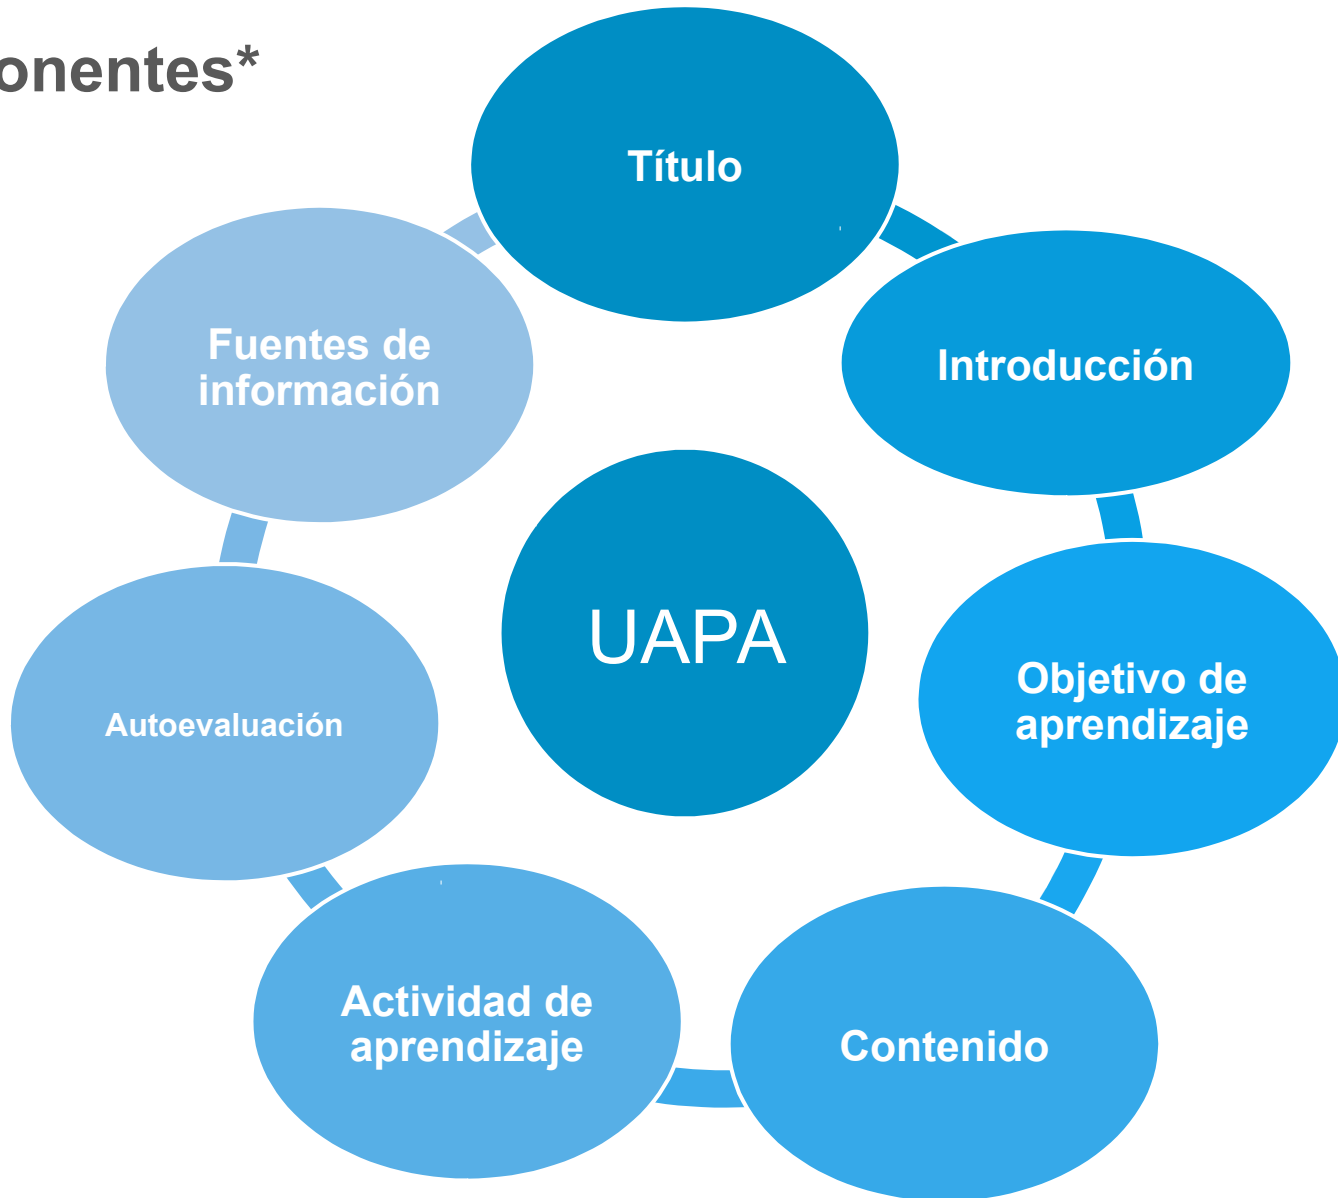 onentes*
Título
Introducción
Objetivo de
aprendizaje
Contenido
Actividad de
aprendizaje
Autoevaluación
Fuentes de
información
UAPA